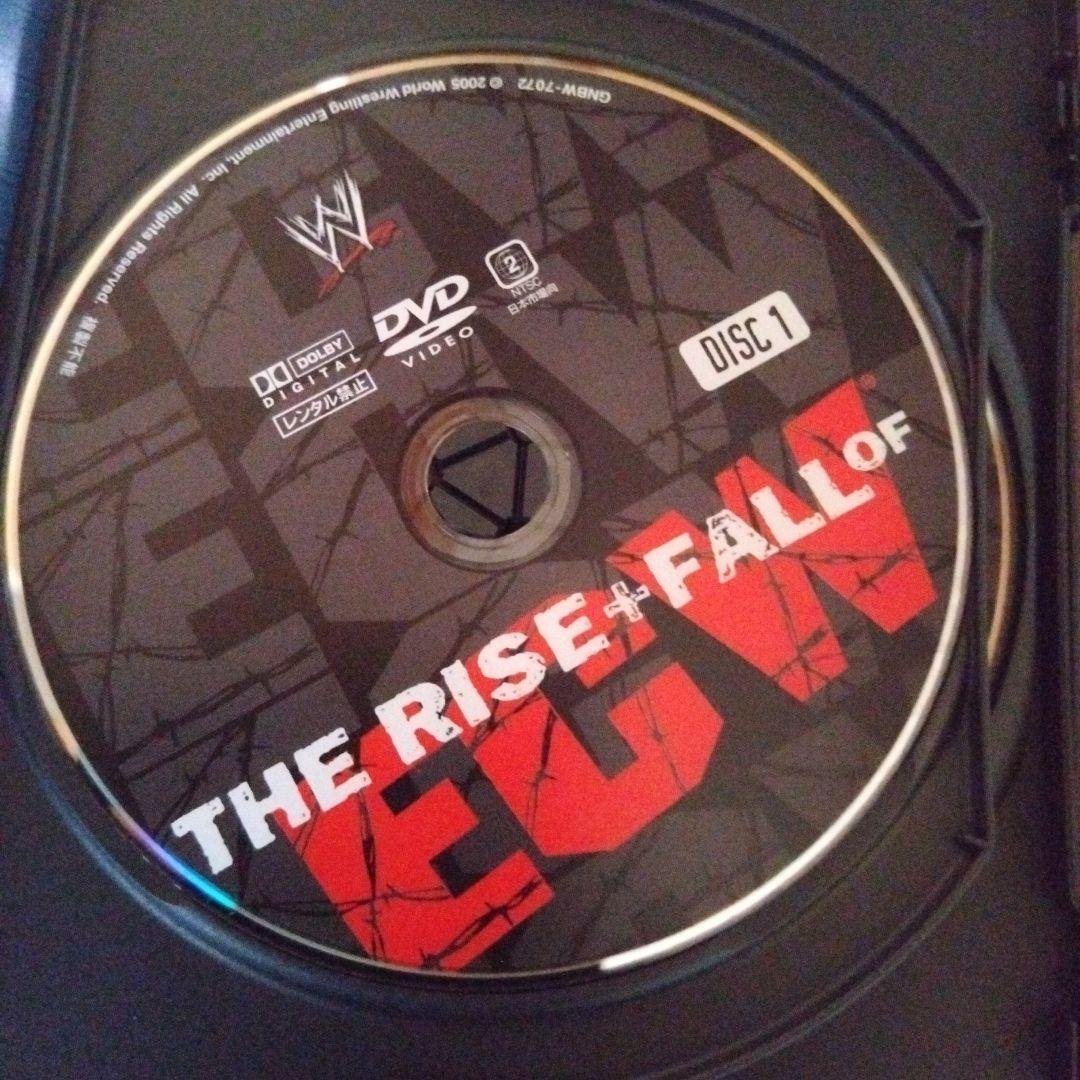 GNBW-7072 © 2005 World Wrestling Entertainment, Inc. All Rights Reserved. 複製不能
W
DOLBY
DIGITAL
レンタル禁止
DVD
VIDEO
2
NTSC
日本市場向
DISC 1
THE RISE+FALL OF
ECW®